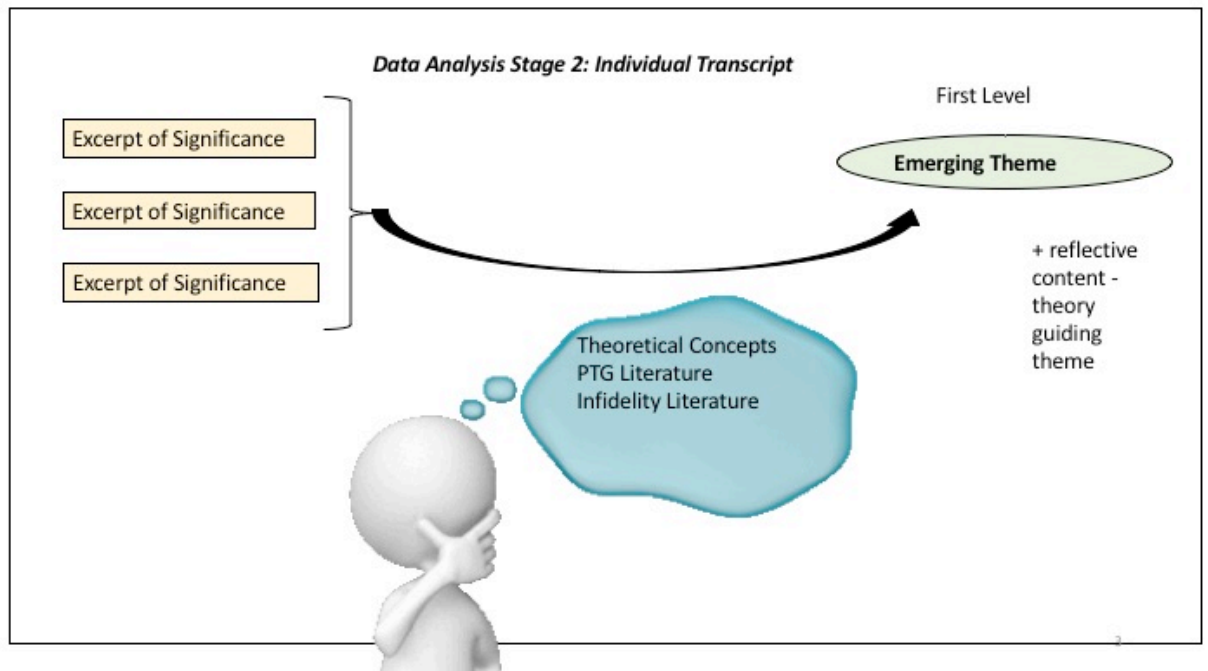 Data Analysis Stage 2: Individual Transcript
First Level
Excerpt of Significance
Emerging Theme
Excerpt of Significance
Excerpt of Significance
+ reflective
content -
theory
guiding
theme
Theoretical Concepts
PTG Literature
Infidelity Literature